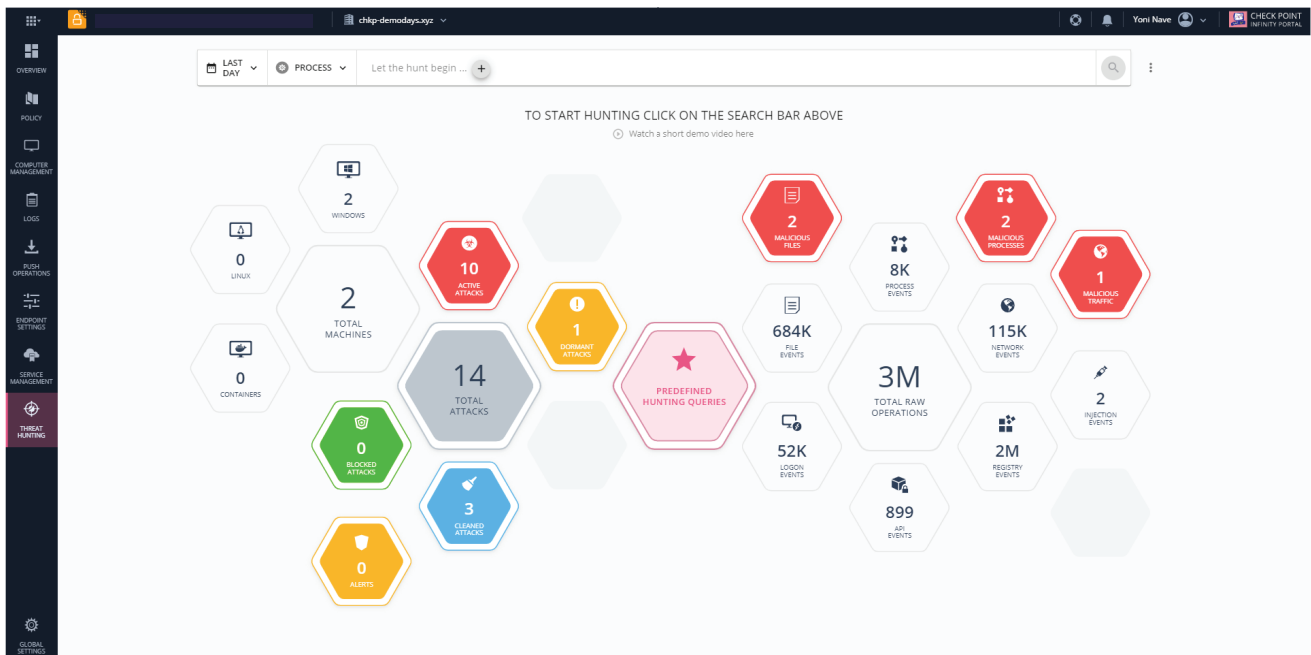 chkp-demodays.xyz
Yoni Nave
CHECK POINT
INFINITY PORTAL
OVERVIEW
POLICY
COMPUTER
MANAGEMENT
LOGS
PUSH
OPERATIONS
ENDPOINT
SETTINGS
SERVICE
MANAGEMENT
THREAT
HUNTING
GLOBAL
SETTINGS
LAST
DAY
PROCESS
Let the hunt begin ...
TO START HUNTING CLICK ON THE SEARCH BAR ABOVE
Watch a short demo video here
2
WINDOWS
0
LINUX
2
TOTAL
MACHINES
0
CONTAINERS
10
ACTIVE
ATTACKS
1
DORMANT
ATTACKS
14
TOTAL
ATTACKS
0
BLOCKED
ATTACKS
3
CLEANED
ATTACKS
0
ALERTS
PREDEFINED
HUNTING QUERIES
2
MALICIOUS
FILES
2
MALICIOUS
PROCESSES
1
MALICIOUS
TRAFFIC
8K
PROCESS
EVENTS
684K
FILE
EVENTS
115K
NETWORK
EVENTS
3M
TOTAL RAW
OPERATIONS
2
INJECTION
EVENTS
52K
LOGON
EVENTS
2M
REGISTRY
EVENTS
899
API
EVENTS